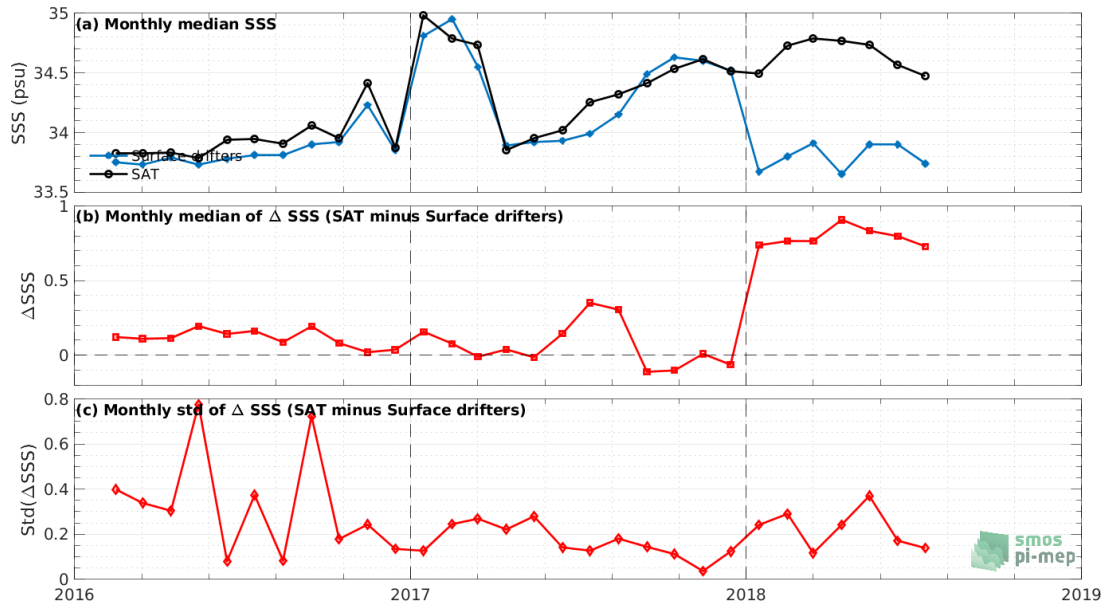 (a) Monthly median SSS
35
34.5
34
33.5
SSS (psu)
Surface drifters
SAT
(b) Monthly median of Δ SSS (SAT minus Surface drifters)
1
0.5
0
ΔSSS
(c) Monthly std of Δ SSS (SAT minus Surface drifters)
0.8
0.6
0.4
0.2
0
Std(ΔSSS)
2016
2017
2018
2019
smos
pi-mep